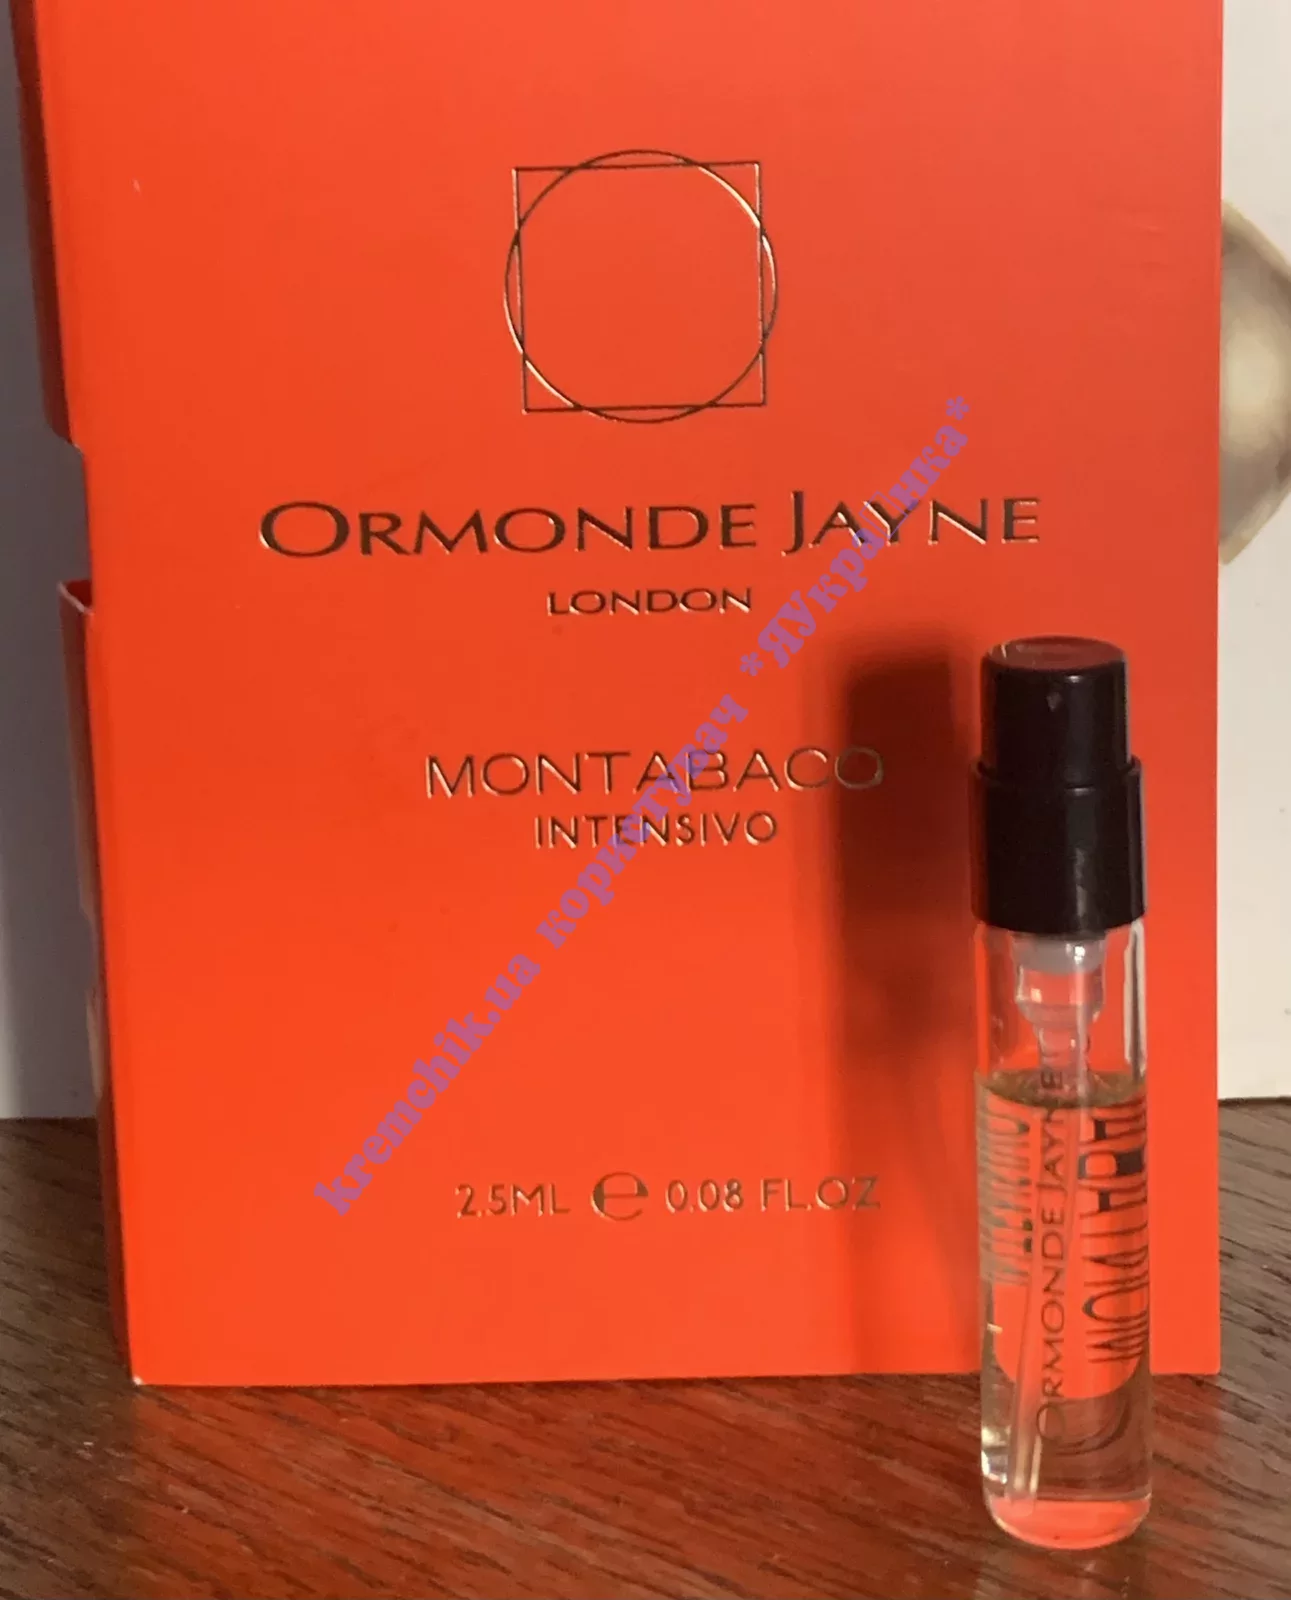 ORMONDE JAYNE
LONDON
MONTABACO
INTENSIVO
2.5ML e 0.08 FL.OZ
ORMONDE JAYNE
kremchik.ua користувач *ЯУкраїнка*